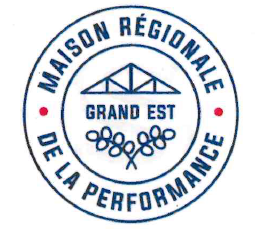 MAISON RÉGIONALE
GRAND EST
DE LA PERFORMANCE